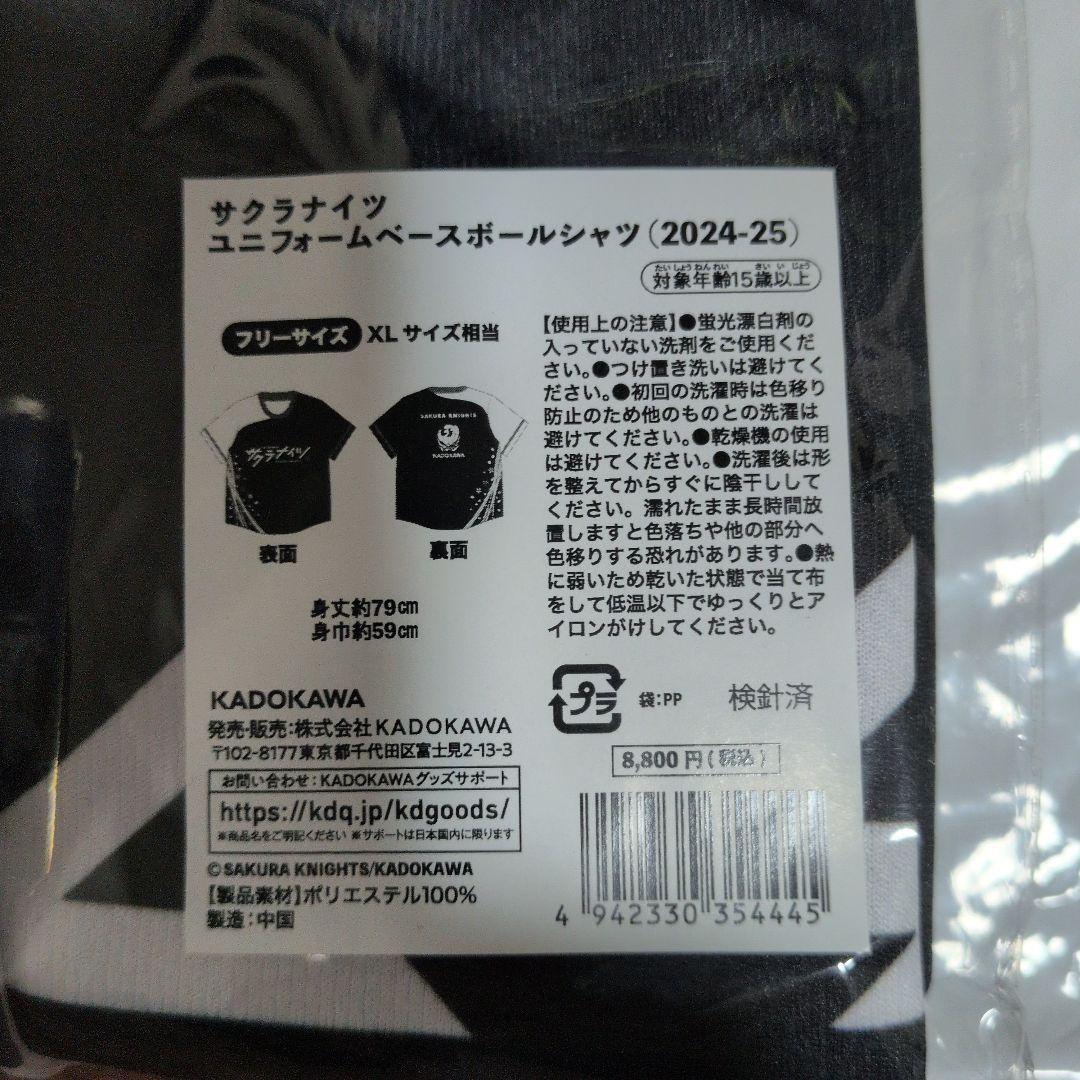 サクラナイツ
ユニフォームベースボールシャツ(2024-25)
たいしょうねんれい さいいじょう
対象年齢15歳以上
フリーサイズ XLサイズ相当
サクラナイツ
SAKURA KNIGHTS
KADOKAWA
表面
裏面
身丈約79cm
身巾約59cm
【使用上の注意】●蛍光漂白剤の
入っていない洗剤をご使用くだ
さい。●つけ置き洗いは避けてく
ださい。●初回の洗濯時は色移り
防止のため他のものとの洗濯は
避けてください。●乾燥機の使用
は避けてください。●洗濯後は形
を整えてからすぐに陰干しして
ください。濡れたまま長時間放
置しますと色落ちや他の部分へ
色移りする恐れがあります。●熱
に弱いため乾いた状態で当て布
をして低温以下でゆっくりとア
イロンがけしてください。
KADOKAWA
発売・販売:株式会社KADOKAWA
〒102-8177東京都千代田区富士見2-13-3
お問い合わせ:KADOKAWAグッズサポート
https://kdq.jp/kdgoods/
※商品名をご明記ください ※サポートは日本国内に限ります
©SAKURA KNIGHTS/KADOKAWA
【製品素材】ポリエステル100%
製造:中国
プラ
袋:PP
検針済
8,800円(税込)
4 942330 354445